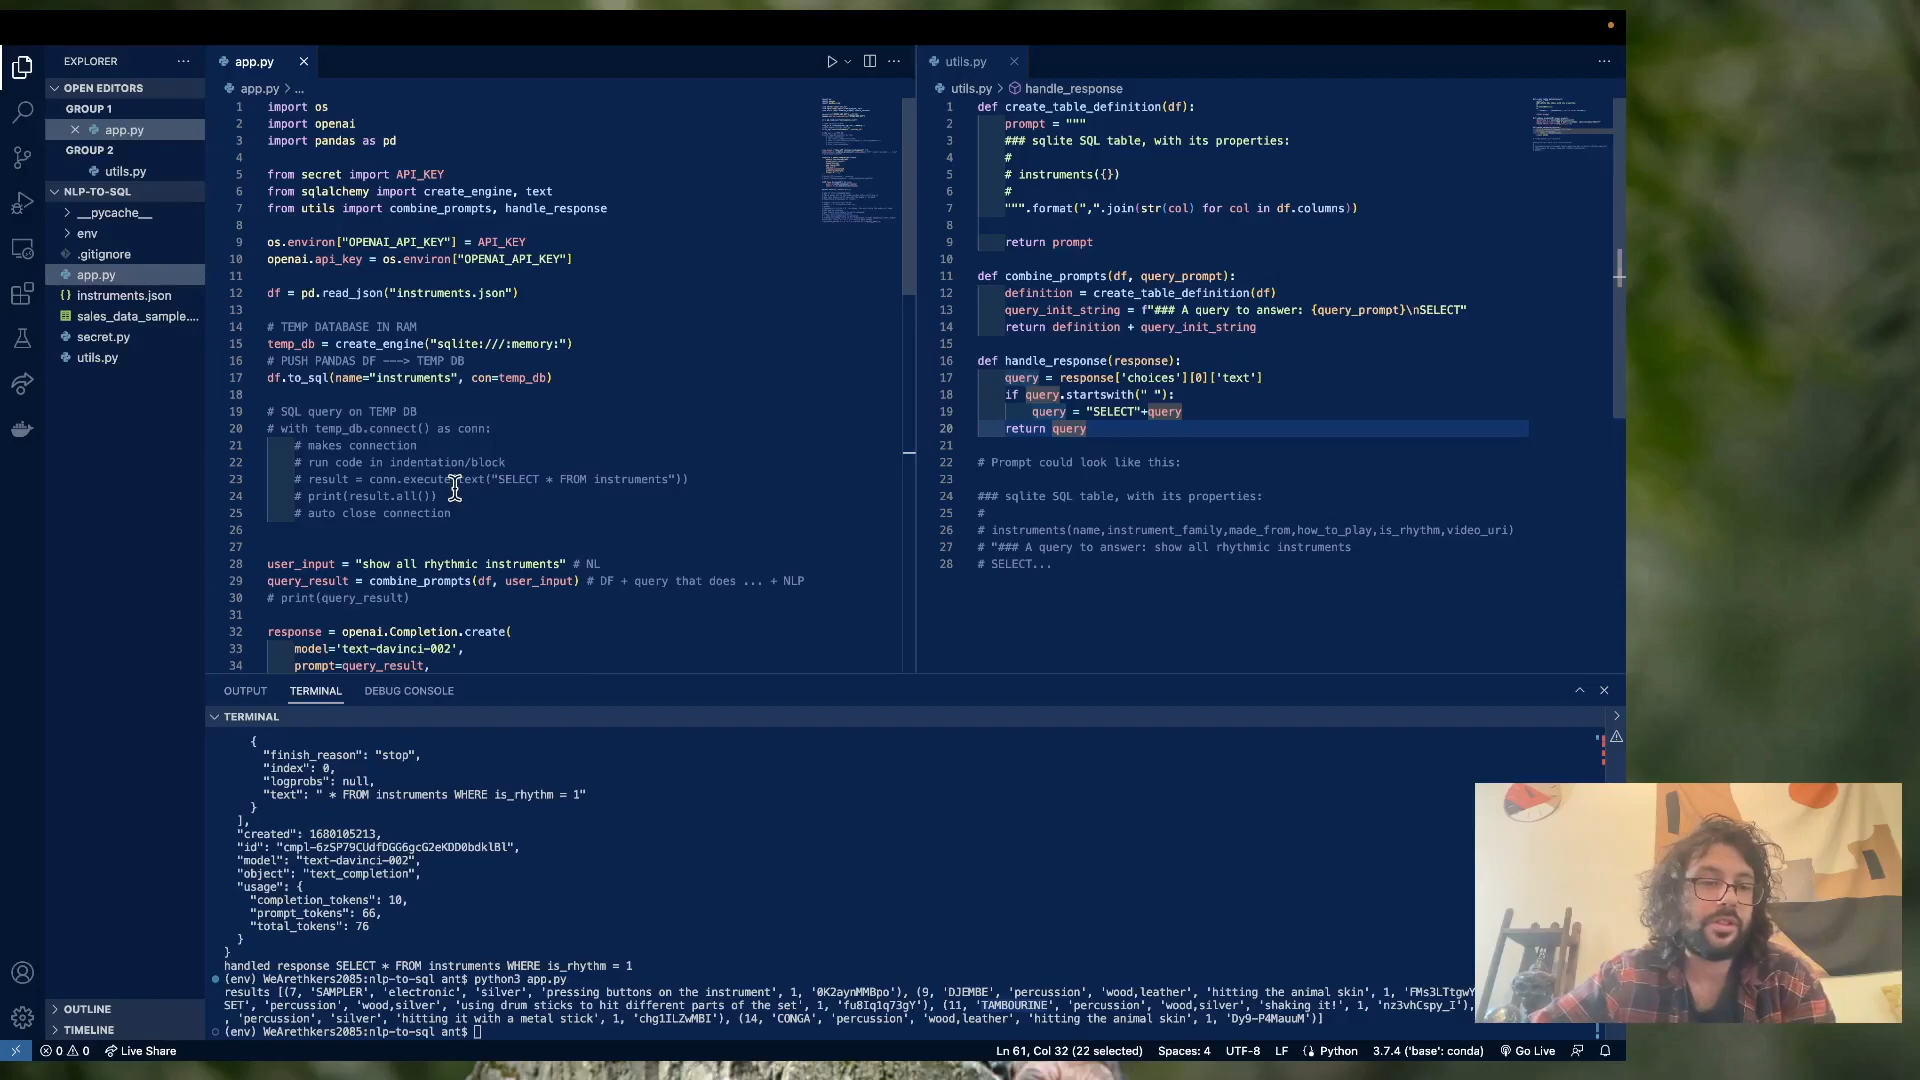 EXPLORER
OPEN EDITORS
GROUP 1
app.py
GROUP 2
utils.py
NLP-TO-SQL
__pycache__
env
.gitignore
app.py
instruments.json
sales_data_sample....
secret.py
utils.py
OUTLINE
TIMELINE
app.py
app.py > ...
1 import os
2 import openai
3 import pandas as pd
4
5 from secret import API_KEY
6 from sqlalchemy import create_engine, text
7 from utils import combine_prompts, handle_response
8
9 os.environ["OPENAI_API_KEY"] = API_KEY
10 openai.api_key = os.environ["OPENAI_API_KEY"]
11
12 df = pd.read_json("instruments.json")
13
14 # TEMP DATABASE IN RAM
15 temp_db = create_engine("sqlite:///:memory:")
16 # PUSH PANDAS DF ---> TEMP DB
17 df.to_sql(name="instruments", con=temp_db)
18
19 # SQL query on TEMP DB
20 # with temp_db.connect() as conn:
21 # makes connection
22 # run code in indentation/block
23 # result = conn.execute(text("SELECT * FROM instruments"))
24 # print(result.all())
25 # auto close connection
26
27
28 user_input = "show all rhythmic instruments" # NL
29 query_result = combine_prompts(df, user_input) # DF + query that does ... + NLP
30 # print(query_result)
31
32 response = openai.Completion.create(
33 model='text-davinci-002',
34 prompt=query_result,
utils.py
utils.py > handle_response
1 def create_table_definition(df):
2 prompt = """
3 ### sqlite SQL table, with its properties:
4 #
5 # instruments({})
6 #
7 """.format(",".join(str(col) for col in df.columns))
8
9 return prompt
10
11 def combine_prompts(df, query_prompt):
12 definition = create_table_definition(df)
13 query_init_string = f"### A query to answer: {query_prompt}\nSELECT"
14 return definition + query_init_string
15
16 def handle_response(response):
17 query = response['choices'][0]['text']
18 if query.startswith(" "):
19 query = "SELECT"+query
20 return query
21
22 # Prompt could look like this:
23
24 ### sqlite SQL table, with its properties:
25 #
26 # instruments(name,instrument_family,made_from,how_to_play,is_rhythm,video_uri)
27 # "### A query to answer: show all rhythmic instruments
28 # SELECT...
OUTPUT TERMINAL DEBUG CONSOLE
TERMINAL
{
"finish_reason": "stop",
"index": 0,
"logprobs": null,
"text": " * FROM instruments WHERE is_rhythm = 1"
}
],
"created": 1680105213,
"id": "cmpl-6zSP79CUdfDGG6gcG2eKDD0bdklBl",
"model": "text-davinci-002",
"object": "text_completion",
"usage": {
"completion_tokens": 10,
"prompt_tokens": 66,
"total_tokens": 76
}
}
handled response SELECT * FROM instruments WHERE is_rhythm = 1
(env) WeArethkers2085:nlp-to-sql ant$ python3 app.py
results [(7, 'SAMPLER', 'electronic', 'silver', 'pressing buttons on the instrument', 1, '0K2aynMMBpo'), (9, 'DJEMBE', 'percussion', 'wood,leather', 'hitting the animal skin', 1, 'FMs3LTtgwY
SET', 'percussion', 'wood,silver', 'using drum sticks to hit different parts of the set', 1, 'fu8Iq1q73gY'), (11, 'TAMBOURINE', 'percussion', 'wood,silver', 'shaking it!', 1, 'nz3vhCspy_I'),
, 'percussion', 'silver', 'hitting it with a metal stick', 1, 'chg1ILZwMBI'), (14, 'CONGA', 'percussion', 'wood,leather', 'hitting the animal skin', 1, 'Dy9-P4MauuM')]
(env) WeArethkers2085:nlp-to-sql ant$
0 0 Live Share
Ln 61, Col 32 (22 selected) Spaces: 4 UTF-8 LF Python 3.7.4 ('base': conda) Go Live